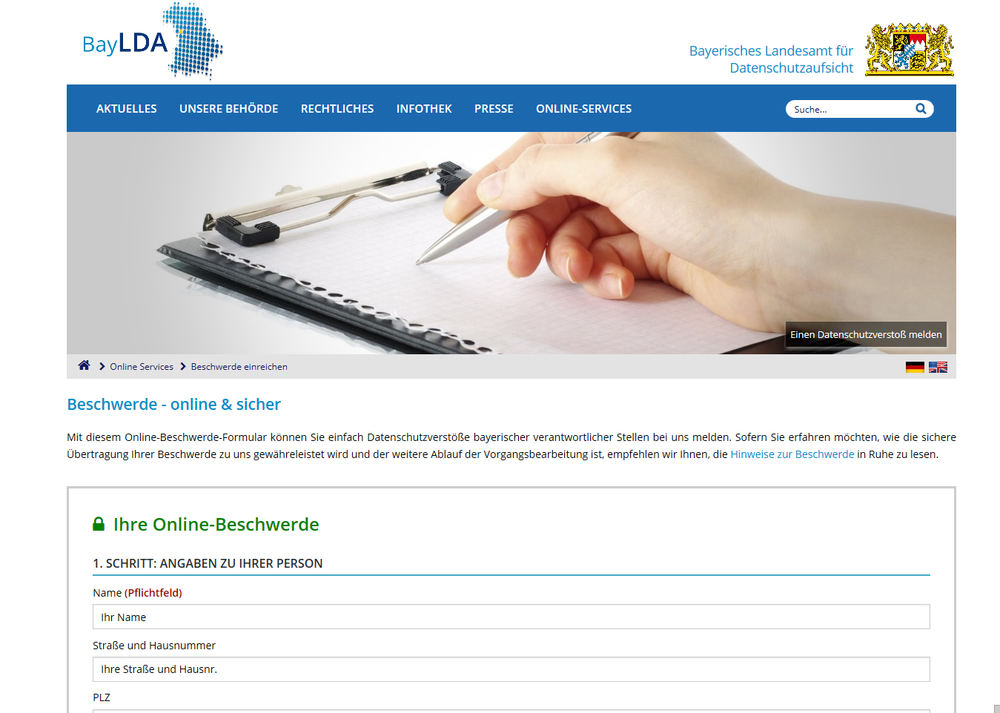 BayLDA
Bayerisches Landesamt für
Datenschutzaufsicht
AKTUELLES UNSERE BEHÖRDE RECHTLICHES INFOTHEK PRESSE ONLINE-SERVICES Suche...
Einen Datenschutzverstoß melden
Online Services Beschwerde einreichen
Beschwerde - online & sicher
Mit diesem Online-Beschwerde-Formular können Sie einfach Datenschutzverstöße bayerischer verantwortlicher Stellen bei uns melden. Sofern Sie erfahren möchten, wie die sichere
Übertragung Ihrer Beschwerde zu uns gewähreleistet wird und der weitere Ablauf der Vorgangsbearbeitung ist, empfehlen wir Ihnen, die Hinweise zur Beschwerde in Ruhe zu lesen.
Ihre Online-Beschwerde
1. SCHRITT: ANGABEN ZU IHRER PERSON
Name (Pflichtfeld)
Ihr Name
Straße und Hausnummer
Ihre Straße und Hausnr.
PLZ